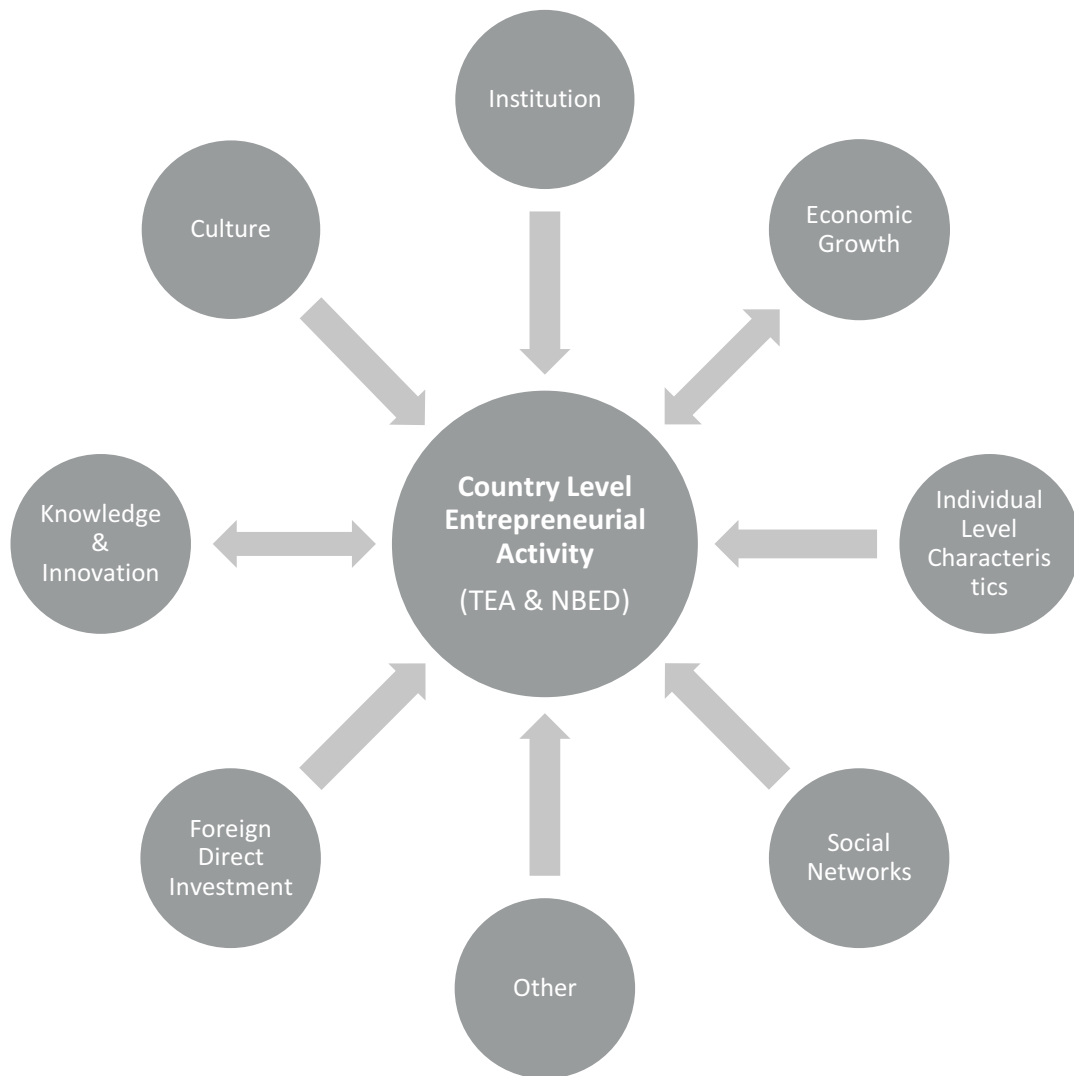 Institution
Culture
Economic
Growth
Knowledge
&
Innovation
Country Level
Entrepreneurial
Activity
(TEA & NBED)
Individual
Level
Characteris
tics
Foreign
Direct
Investment
Social
Networks
Other